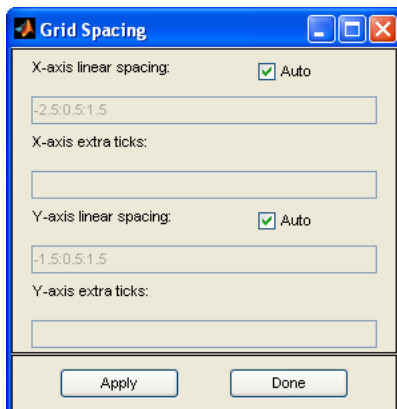 Grid Spacing
X-axis linear spacing:
Auto
-2.5:0.5:1.5
X-axis extra ticks:
Y-axis linear spacing:
Auto
-1.5:0.5:1.5
Y-axis extra ticks:
Apply
Done